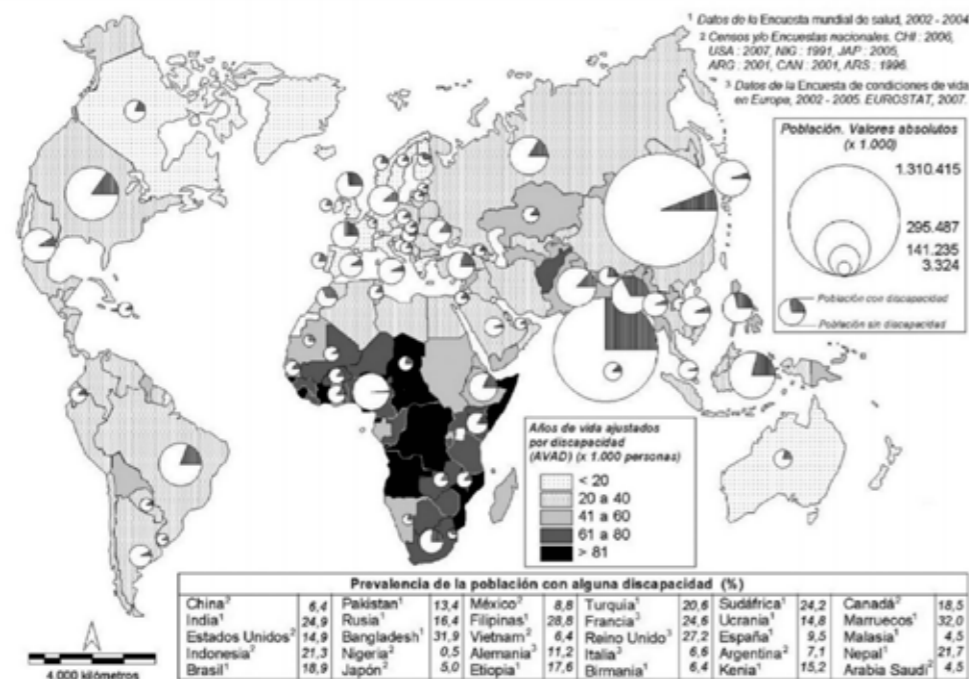 ¹ Datos de la Encuesta mundial de salud, 2002 - 2004
² Censos y/o Encuestas nacionales. CHI : 2006,
USA : 2007, NIG : 1991, JAP : 2005,
ARG : 2001, CAN : 2001, ARS : 1996.
³ Datos de la Encuesta de condiciones de vida
en Europa, 2002 - 2005. EUROSTAT, 2007.
Población. Valores absolutos
(x 1.000)
1.310.415
295.487
141.235
3.324
Población con discapacidad
Población sin discapacidad
Años de vida ajustados
por discapacidad
(AVAD) (x 1.000 personas)
< 20
20 a 40
41 a 60
61 a 80
> 81
4.000 kilómetros
Prevalencia de la población con alguna discapacidad (%)
China² 6,4 Pakistan¹ 13,4 México² 8,8 Turquia¹ 20,6 Sudáfrica¹ 24,2 Canadá² 18,5
India¹ 24,9 Rusia¹ 16,4 Filipinas¹ 28,8 Francia³ 24,6 Ucrania¹ 14,8 Marruecos¹ 32,0
Estados Unidos² 14,9 Bangladesh¹ 31,9 Vietnam² 6,4 Reino Unido³ 27,2 España¹ 9,5 Malasia¹ 4,5
Indonesia² 21,3 Nigeria² 0,5 Alemania³ 11,2 Italia³ 6,6 Argentina² 7,1 Nepal¹ 21,7
Brasil¹ 18,9 Japón² 5,0 Etiopia¹ 17,6 Birmania¹ 6,4 Kenia¹ 15,2 Arabia Saudí² 4,5